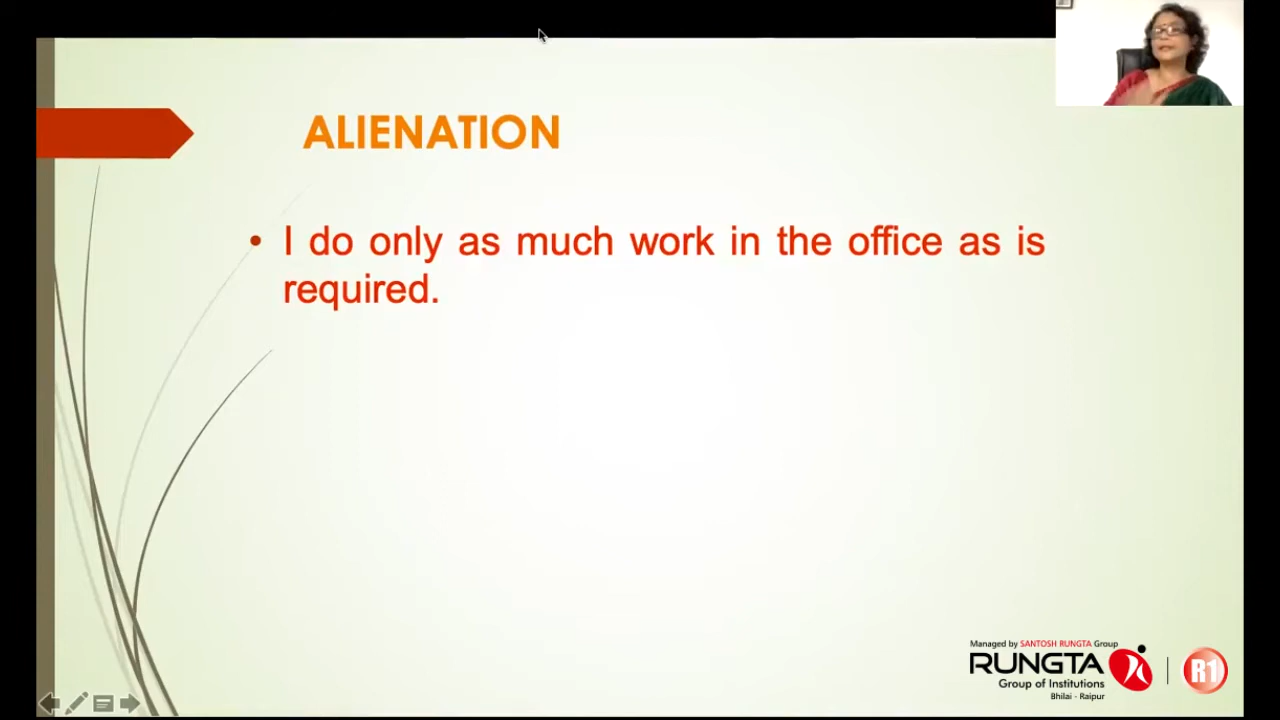 ALIENATION
• I do only as much work in the office as is
required.
Managed by SANTOSH RUNGTA Group
RUNGTA
Group of Institutions
Bhilai - Raipur
R1